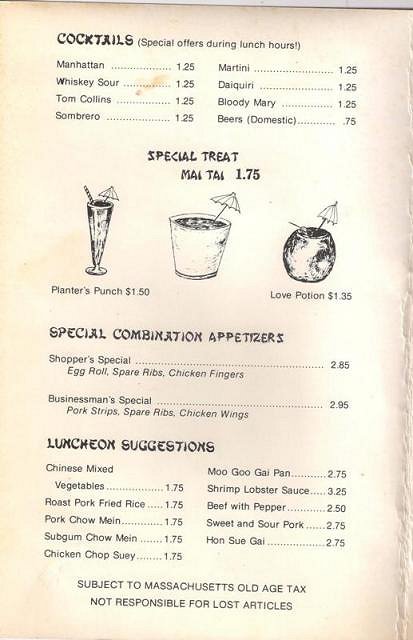 COCKTAILS (Special offers during lunch hours!)
Manhattan .................. 1.25
Whiskey Sour .............. 1.25
Tom Collins ................ 1.25
Sombrero .................. 1.25
Martini ........................ 1.25
Daiquiri ........................ 1.25
Bloody Mary ................ 1.25
Beers (Domestic)............ .75
SPECIAL TREAT
MAI TAI 1.75
Planter's Punch $1.50
Love Potion $1.35
SPECIAL COMBINATION APPETIZERS
Shopper's Special ............................................................ 2.85
Egg Roll, Spare Ribs, Chicken Fingers
Businessman's Special ...................................................... 2.95
Pork Strips, Spare Ribs, Chicken Wings
LUNCHEON SUGGESTIONS
Chinese Mixed
Vegetables ................ 1.75
Roast Pork Fried Rice ..... 1.75
Pork Chow Mein............. 1.75
Subgum Chow Mein ....... 1.75
Chicken Chop Suey........ 1.75
Moo Goo Gai Pan........... 2.75
Shrimp Lobster Sauce..... 3.25
Beef with Pepper............ 2.50
Sweet and Sour Pork ...... 2.75
Hon Sue Gai .................. 2.75
SUBJECT TO MASSACHUSETTS OLD AGE TAX
NOT RESPONSIBLE FOR LOST ARTICLES